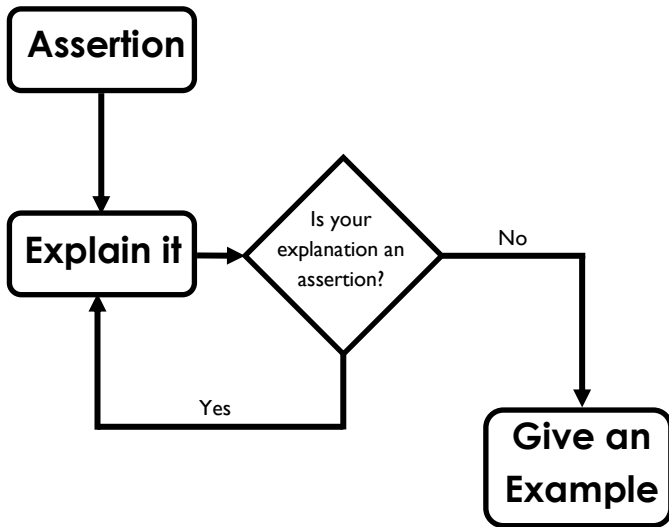 Assertion
Explain it
Is your
explanation an
assertion?
No
Yes
Give an
Example